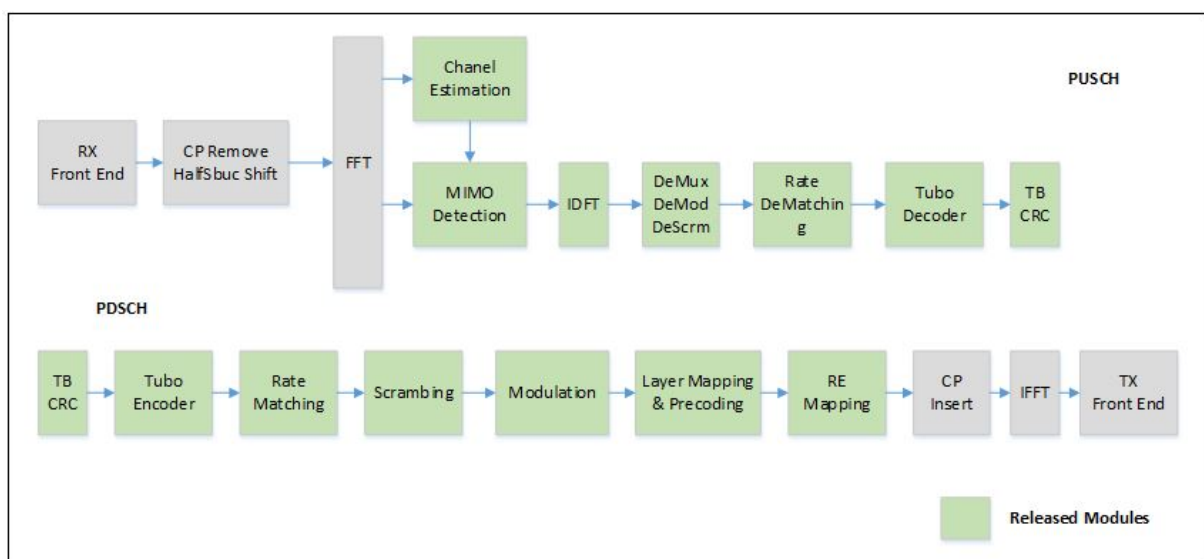 Chanel
Estimation
PUSCH
RX
Front End
CP Remove
HalfSbuc Shift
FFT
MIMO
Detection
IDFT
DeMux
DeMod
DeScrm
Rate
DeMatchin
g
Tubo
Decoder
TB
CRC
PDSCH
TB
CRC
Tubo
Encoder
Rate
Matching
Scrambing
Modulation
Layer Mapping
& Precoding
RE
Mapping
CP
Insert
IFFT
TX
Front End
Released Modules